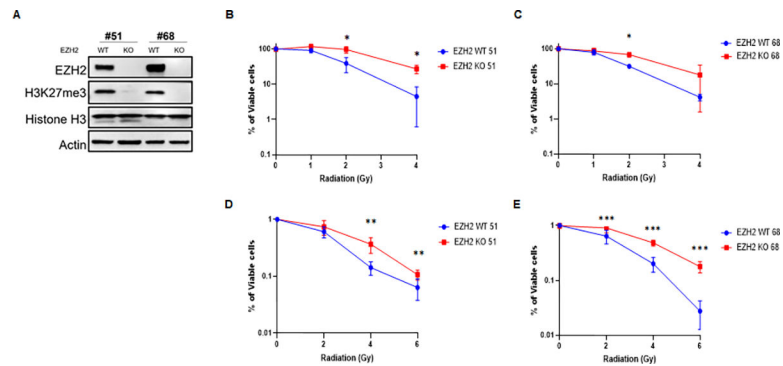 A
#51 #68
EZH2 WT KO WT KO
EZH2
H3K27me3
Histone H3
Actin
B
* *
EZH2 WT 51
EZH2 KO 51
% of Viable cells
100
10
1
0.1
0 1 2 4
Radiation (Gy)
C
*
EZH2 WT 68
EZH2 KO 68
% of Viable cells
100
10
1
0.1
0 1 2 4
Radiation (Gy)
D
** **
EZH2 WT 51
EZH2 KO 51
% of Viable cells
1
0.1
0.01
0 2 4 6
Radiation (Gy)
E
*** *** ***
EZH2 WT 68
EZH2 KO 68
% of Viable cells
1
0.1
0.01
0 2 4 6
Radiation (Gy)